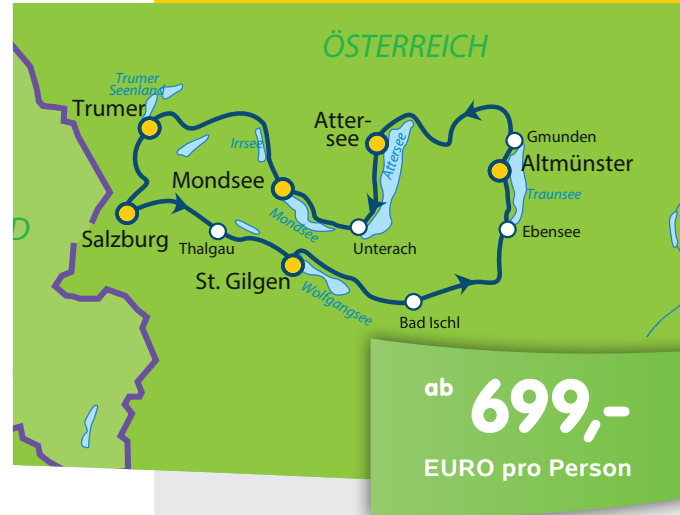 ÖSTERREICH
Trumer
Seenland
Trumer
Irrsee
Atter-
see
Attersee
Gmunden
Altmünster
Traunsee
Mondsee
Mondsee
Salzburg
Thalgau
Unterach
Ebensee
St. Gilgen
Wolfgangsee
Bad Ischl
D
ab 699,-
EURO pro Person